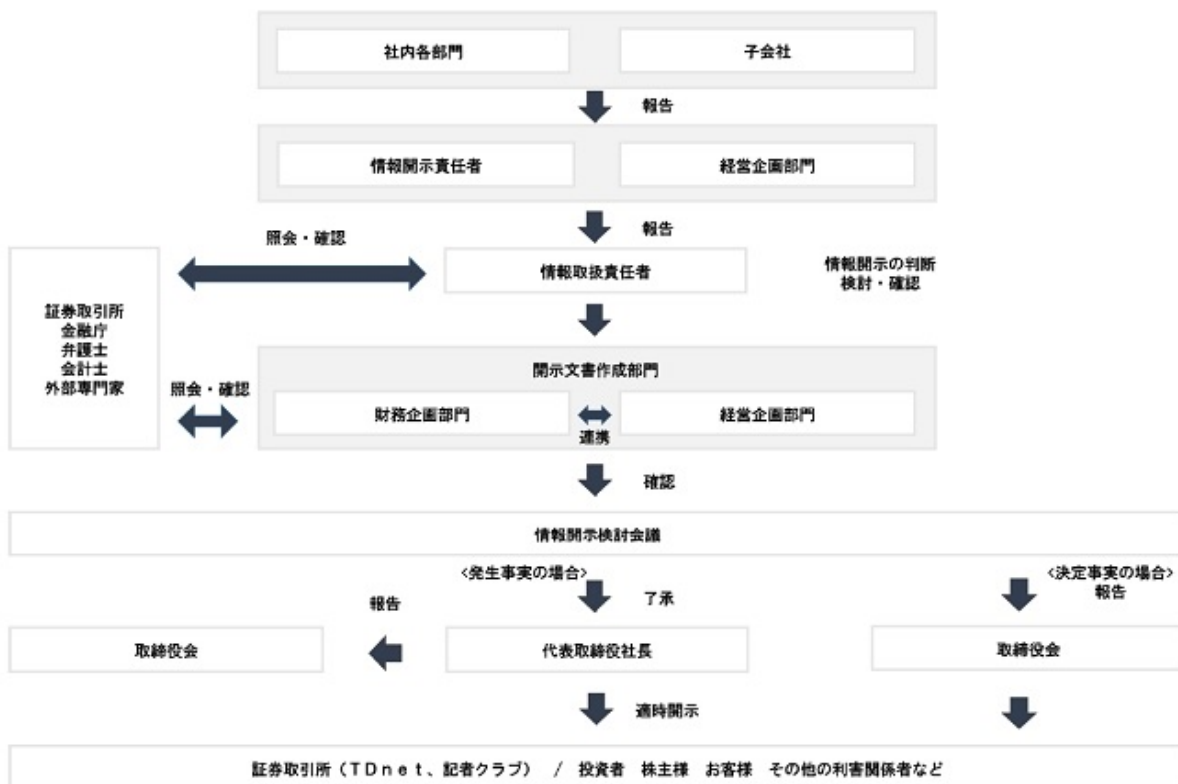 社内各部門
子会社
報告
情報開示責任者
経営企画部門
報告
照会・確認
情報取扱責任者
情報開示の判断
検討・確認
証券取引所
金融庁
弁護士
会計士
外部専門家
照会・確認
開示文書作成部門
財務企画部門
経営企画部門
連携
確認
情報開示検討会議
<発生事実の場合>
了承
<決定事実の場合>
報告
報告
取締役会
代表取締役社長
取締役会
適時開示
証券取引所（TDnet、記者クラブ） / 投資者 株主様 お客様 その他の利害関係者など